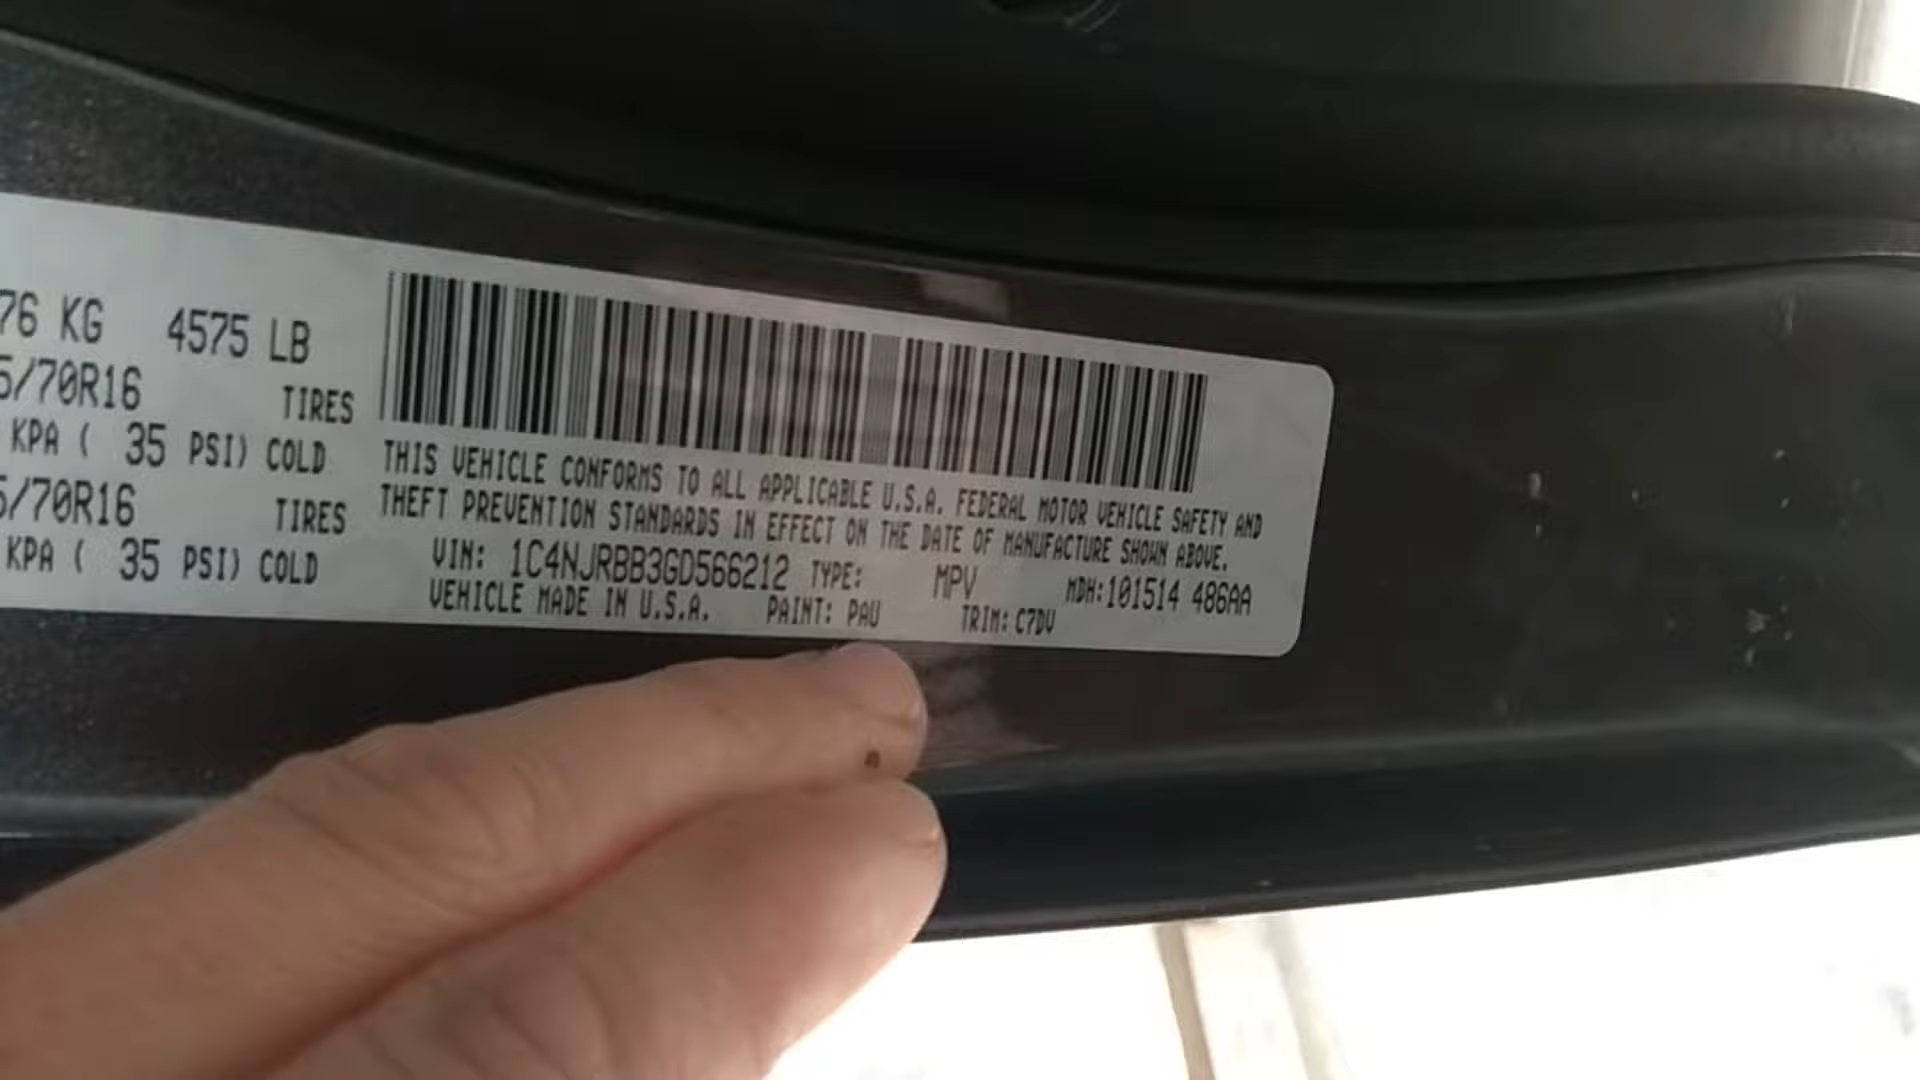 76 KG 4575 LB
5/70R16 TIRES
KPA ( 35 PSI) COLD
5/70R16 TIRES
KPA ( 35 PSI) COLD
THIS VEHICLE CONFORMS TO ALL APPLICABLE U.S.A. FEDERAL MOTOR VEHICLE SAFETY AND
THEFT PREVENTION STANDARDS IN EFFECT ON THE DATE OF MANUFACTURE SHOWN ABOVE.
VIN: 1C4NJRBB3GD566212 TYPE: MPV MDH:101514 486AA
VEHICLE MADE IN U.S.A. PAINT: PAU TRIM: C7DV